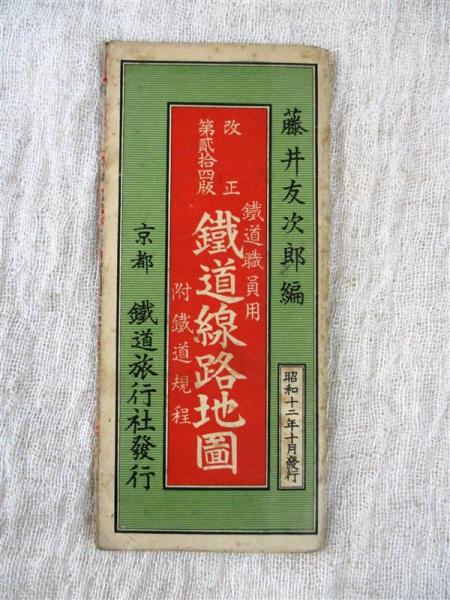 藤井友次郎編
昭和十二年十月發行
改正
第貳拾四版
鐵道職員用
鐵道線路地圖
附鐵道規程
京都
鐵道旅行社發行